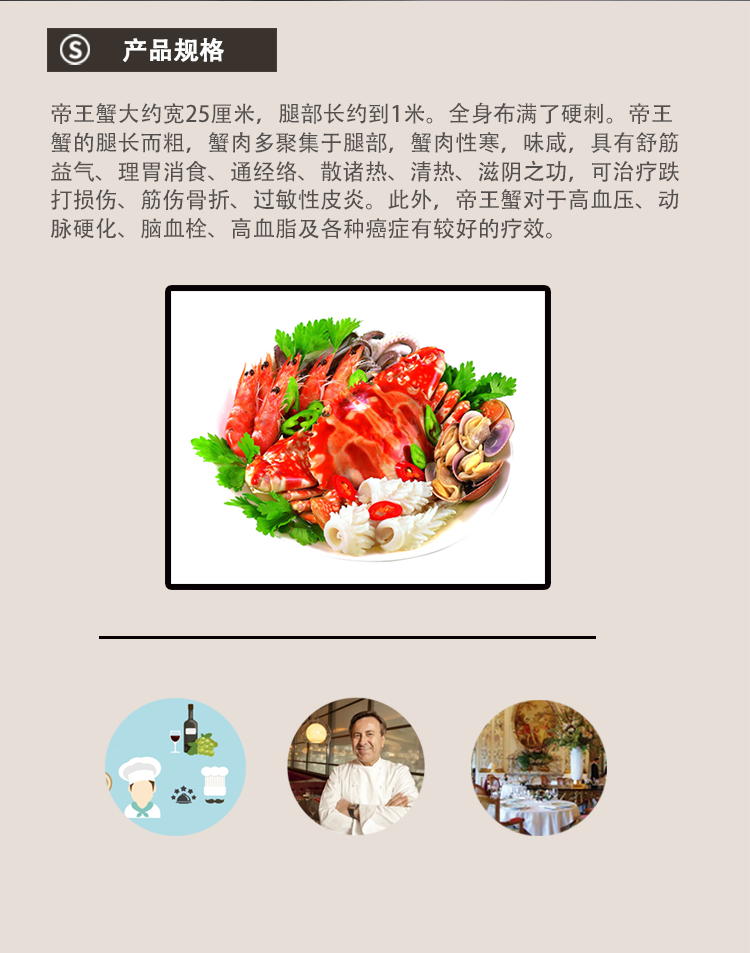 S 产品规格
帝王蟹大约宽25厘米，腿部长约到1米。全身布满了硬刺。帝王
蟹的腿长而粗，蟹肉多聚集于腿部，蟹肉性寒，味咸，具有舒筋
益气、理胃消食、通经络、散诸热、清热、滋阴之功，可治疗跌
打损伤、筋伤骨折、过敏性皮炎。此外，帝王蟹对于高血压、动
脉硬化、脑血栓、高血脂及各种癌症有较好的疗效。